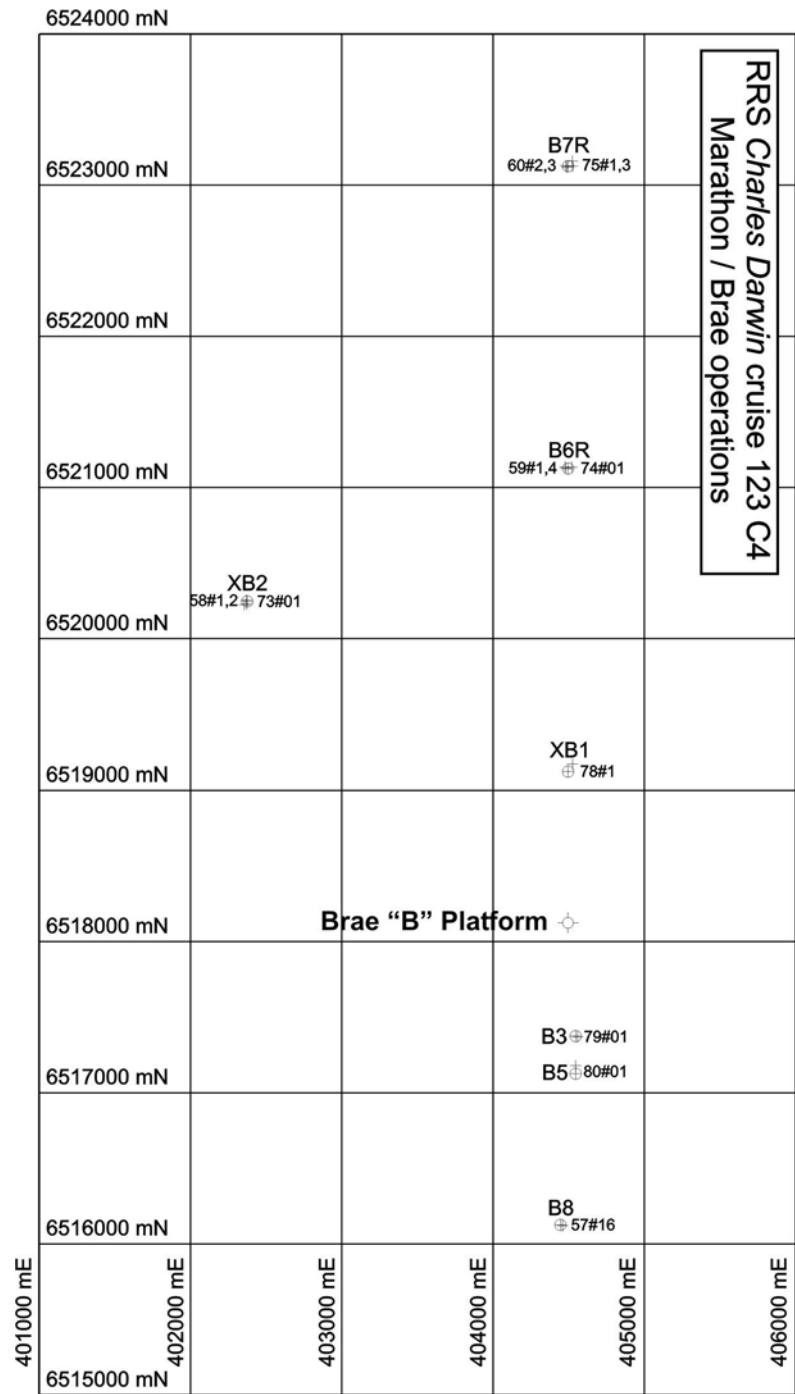 6524000 mN
RRS Charles Darwin cruise 123 C4
Marathon / Brae operations
B7R
60#2,3 75#1,3
6523000 mN
6522000 mN
B6R
59#1,4 74#01
6521000 mN
XB2
58#1,2 73#01
6520000 mN
XB1
78#1
6519000 mN
Brae “B” Platform
6518000 mN
B3 79#01
B5 80#01
6517000 mN
B8
57#16
6516000 mN
401000 mE
402000 mE
403000 mE
404000 mE
405000 mE
406000 mE
6515000 mN